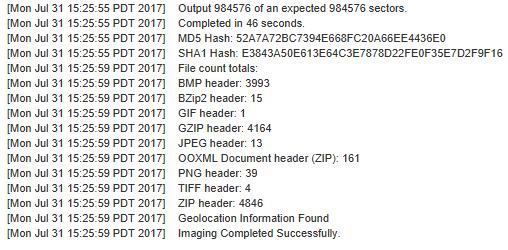 [Mon Jul 31 15:25:55 PDT 2017] Output 984576 of an expected 984576 sectors.
[Mon Jul 31 15:25:55 PDT 2017] Completed in 46 seconds.
[Mon Jul 31 15:25:55 PDT 2017] MD5 Hash: 52A7A72BC7394E668FC20A66EE4436E0
[Mon Jul 31 15:25:55 PDT 2017] SHA1 Hash: E3843A50E613E64C3E7878D22FE0F35E7D2F9F16
[Mon Jul 31 15:25:59 PDT 2017] File count totals:
[Mon Jul 31 15:25:59 PDT 2017] BMP header: 3993
[Mon Jul 31 15:25:59 PDT 2017] BZip2 header: 15
[Mon Jul 31 15:25:59 PDT 2017] GIF header: 1
[Mon Jul 31 15:25:59 PDT 2017] GZIP header: 4164
[Mon Jul 31 15:25:59 PDT 2017] JPEG header: 13
[Mon Jul 31 15:25:59 PDT 2017] OOXML Document header (ZIP): 161
[Mon Jul 31 15:25:59 PDT 2017] PNG header: 39
[Mon Jul 31 15:25:59 PDT 2017] TIFF header: 4
[Mon Jul 31 15:25:59 PDT 2017] ZIP header: 4846
[Mon Jul 31 15:25:59 PDT 2017] Geolocation Information Found
[Mon Jul 31 15:25:59 PDT 2017] Imaging Completed Successfully.